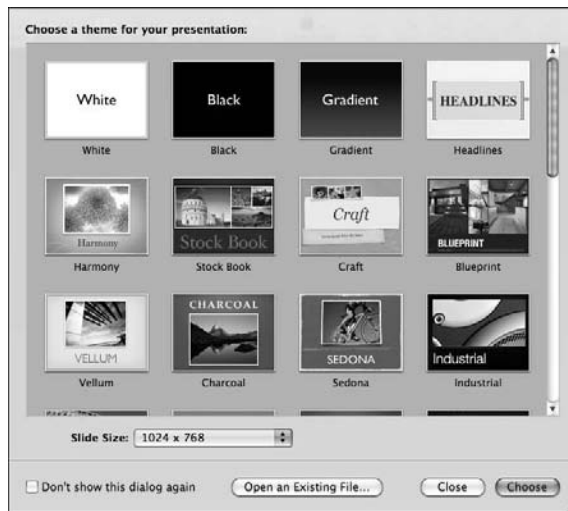 Choose a theme for your presentation:
White
Black
Gradient
HEADLINES
White
Black
Gradient
Headlines
Harmony
Stock Book
Craft
BLUEPRINT
Harmony
Stock Book
Craft
Blueprint
VELLUM
CHARCOAL
SEDONA
Industrial
Vellum
Charcoal
Sedona
Industrial
Slide Size: 1024 x 768
Don't show this dialog again
Open an Existing File...
Close
Choose